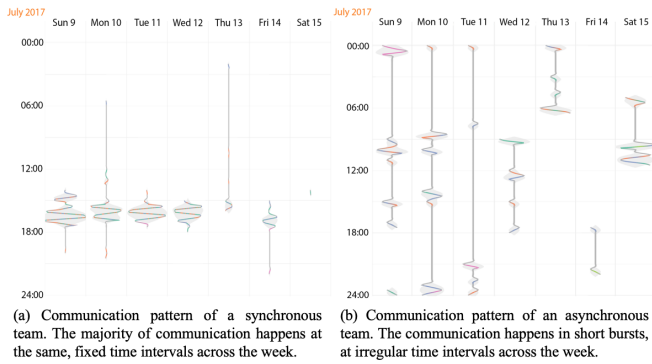 July 2017
Sun 9 Mon 10 Tue 11 Wed 12 Thu 13 Fri 14 Sat 15
00:00
06:00
12:00
18:00
24:00
(a) Communication pattern of a synchronous
team. The majority of communication happens at
the same, fixed time intervals across the week.
July 2017
Sun 9 Mon 10 Tue 11 Wed 12 Thu 13 Fri 14 Sat 15
00:00
06:00
12:00
18:00
24:00
(b) Communication pattern of an asynchronous
team. The communication happens in short bursts,
at irregular time intervals across the week.